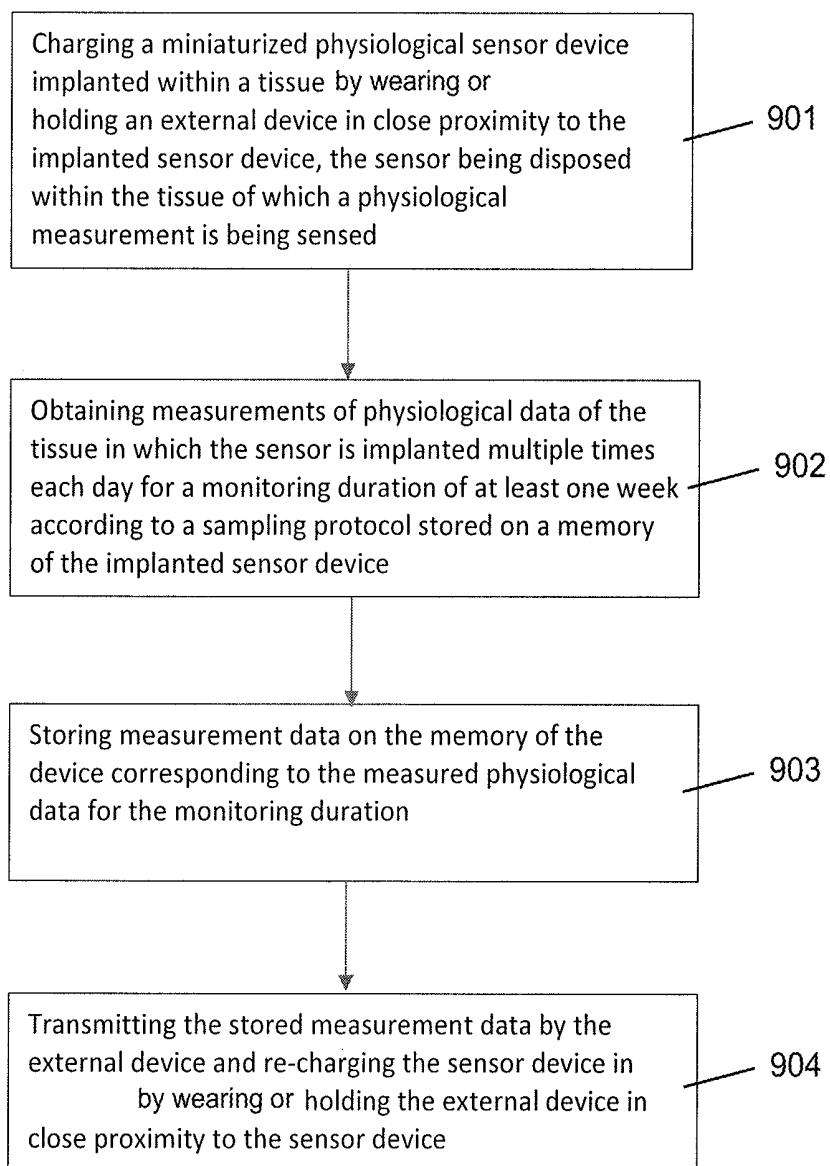 Charging a miniaturized physiological sensor device
implanted within a tissue by wearing or
holding an external device in close proximity to the
implanted sensor device, the sensor being disposed
within the tissue of which a physiological
measurement is being sensed
901
Obtaining measurements of physiological data of the
tissue in which the sensor is implanted multiple times
each day for a monitoring duration of at least one week
according to a sampling protocol stored on a memory
of the implanted sensor device
902
Storing measurement data on the memory of the
device corresponding to the measured physiological
data for the monitoring duration
903
Transmitting the stored measurement data by the
external device and re-charging the sensor device in
by wearing or holding the external device in
close proximity to the sensor device
904